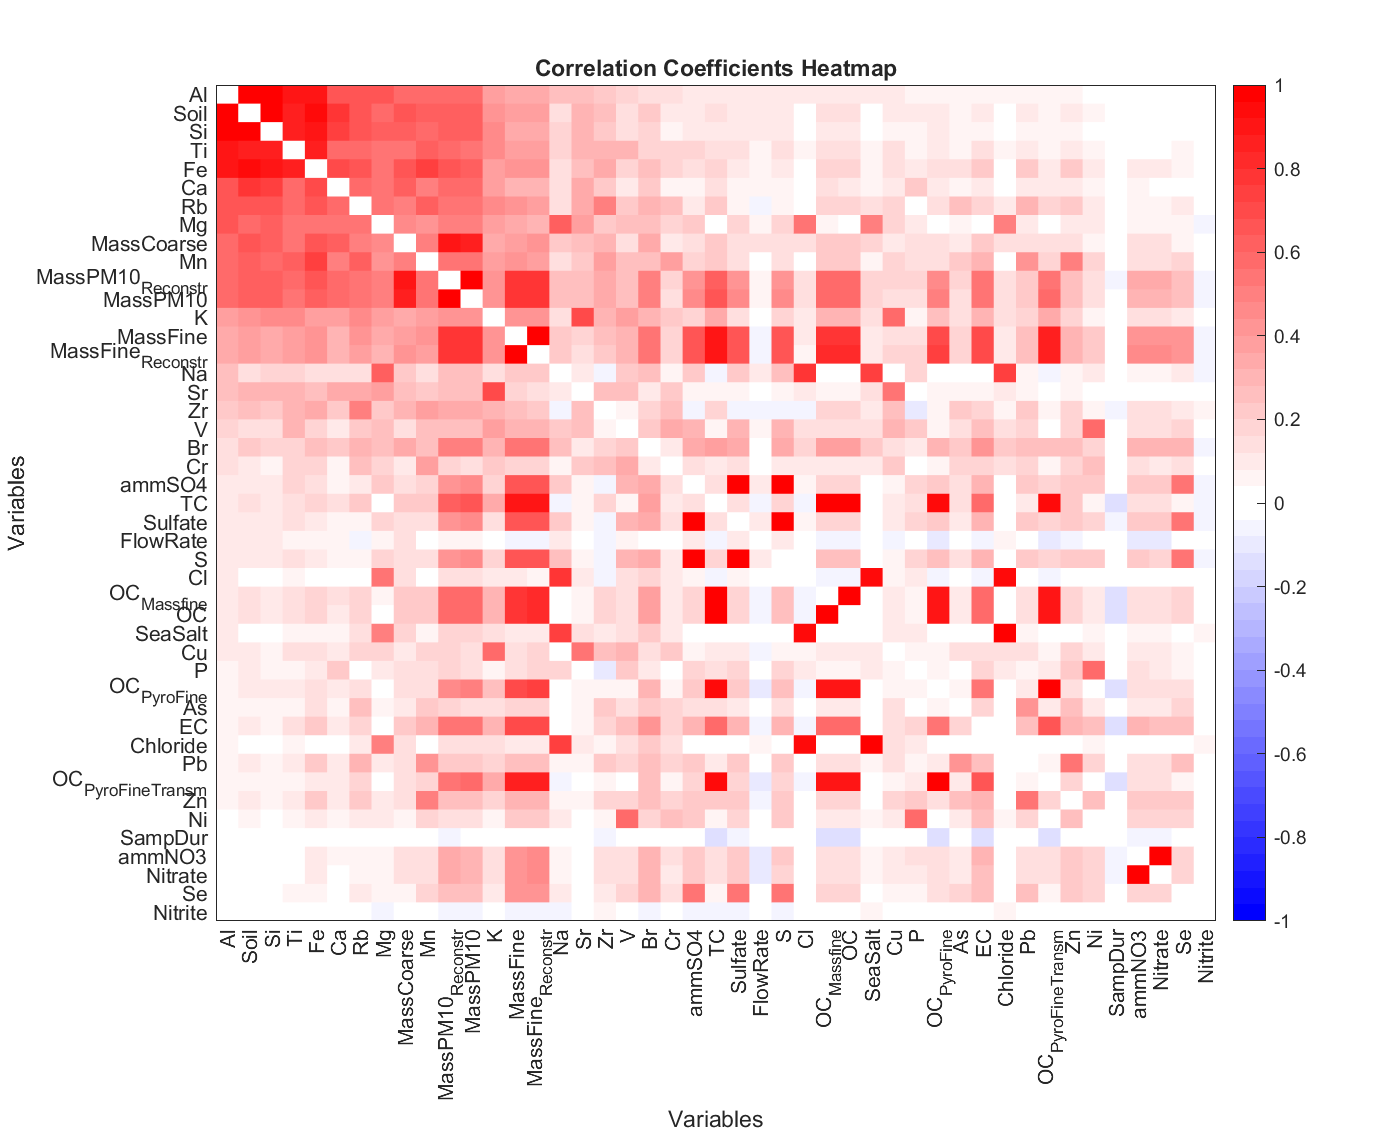 Correlation Coefficients Heatmap
Variables
Al
Soil
Si
Ti
Fe
Ca
Rb
Mg
MassCoarse
Mn
MassPM10Reconstr
MassPM10
K
MassFine
MassFineReconstr
Na
Sr
Zr
V
Br
Cr
ammSO4
TC
Sulfate
FlowRate
S
Cl
OCMassfine
OC
SeaSalt
Cu
P
OCPyroFine
As
EC
Chloride
Pb
OCPyroFineTransm
Zn
Ni
SampDur
ammNO3
Nitrate
Se
Nitrite
1
0.8
0.6
0.4
0.2
0
-0.2
-0.4
-0.6
-0.8
-1
Al
Soil
Si
Ti
Fe
Ca
Rb
Mg
MassCoarse
Mn
MassPM10Reconstr
MassPM10
K
MassFine
MassFineReconstr
Na
Sr
Zr
V
Br
Cr
ammSO4
TC
Sulfate
FlowRate
S
Cl
OCMassfine
OC
SeaSalt
Cu
P
OCPyroFine
As
EC
Chloride
Pb
OCPyroFineTransm
Zn
Ni
SampDur
ammNO3
Nitrate
Se
Nitrite
Variables